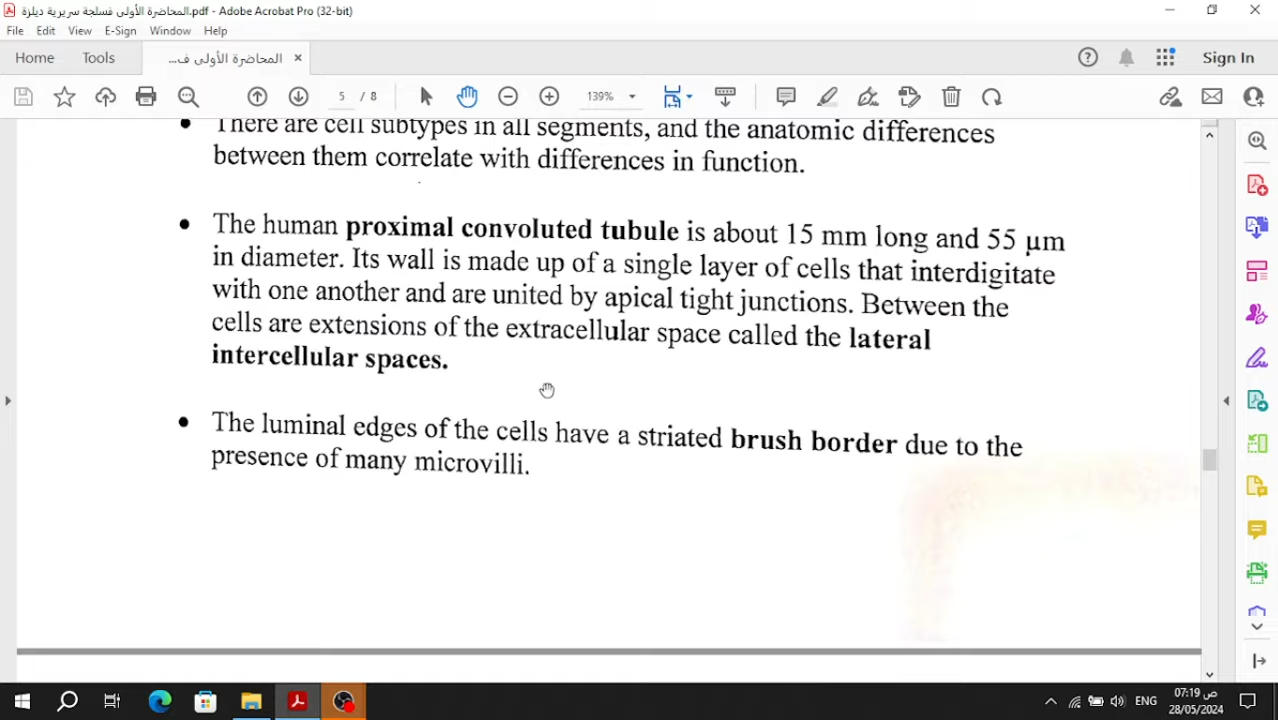 المحاضرة الأولى فسلجة سريرية ديلزة.pdf - Adobe Acrobat Pro (32-bit)
File Edit View E-Sign Window Help
Home Tools المحاضرة الأولى ف... × Sign In
5 / 8 139%
There are cell subtypes in all segments, and the anatomic differences
between them correlate with differences in function.
• The human proximal convoluted tubule is about 15 mm long and 55 µm
in diameter. Its wall is made up of a single layer of cells that interdigitate
with one another and are united by apical tight junctions. Between the
cells are extensions of the extracellular space called the lateral
intercellular spaces.
• The luminal edges of the cells have a striated brush border due to the
presence of many microvilli.
ENG 07:19 ص
28/05/2024